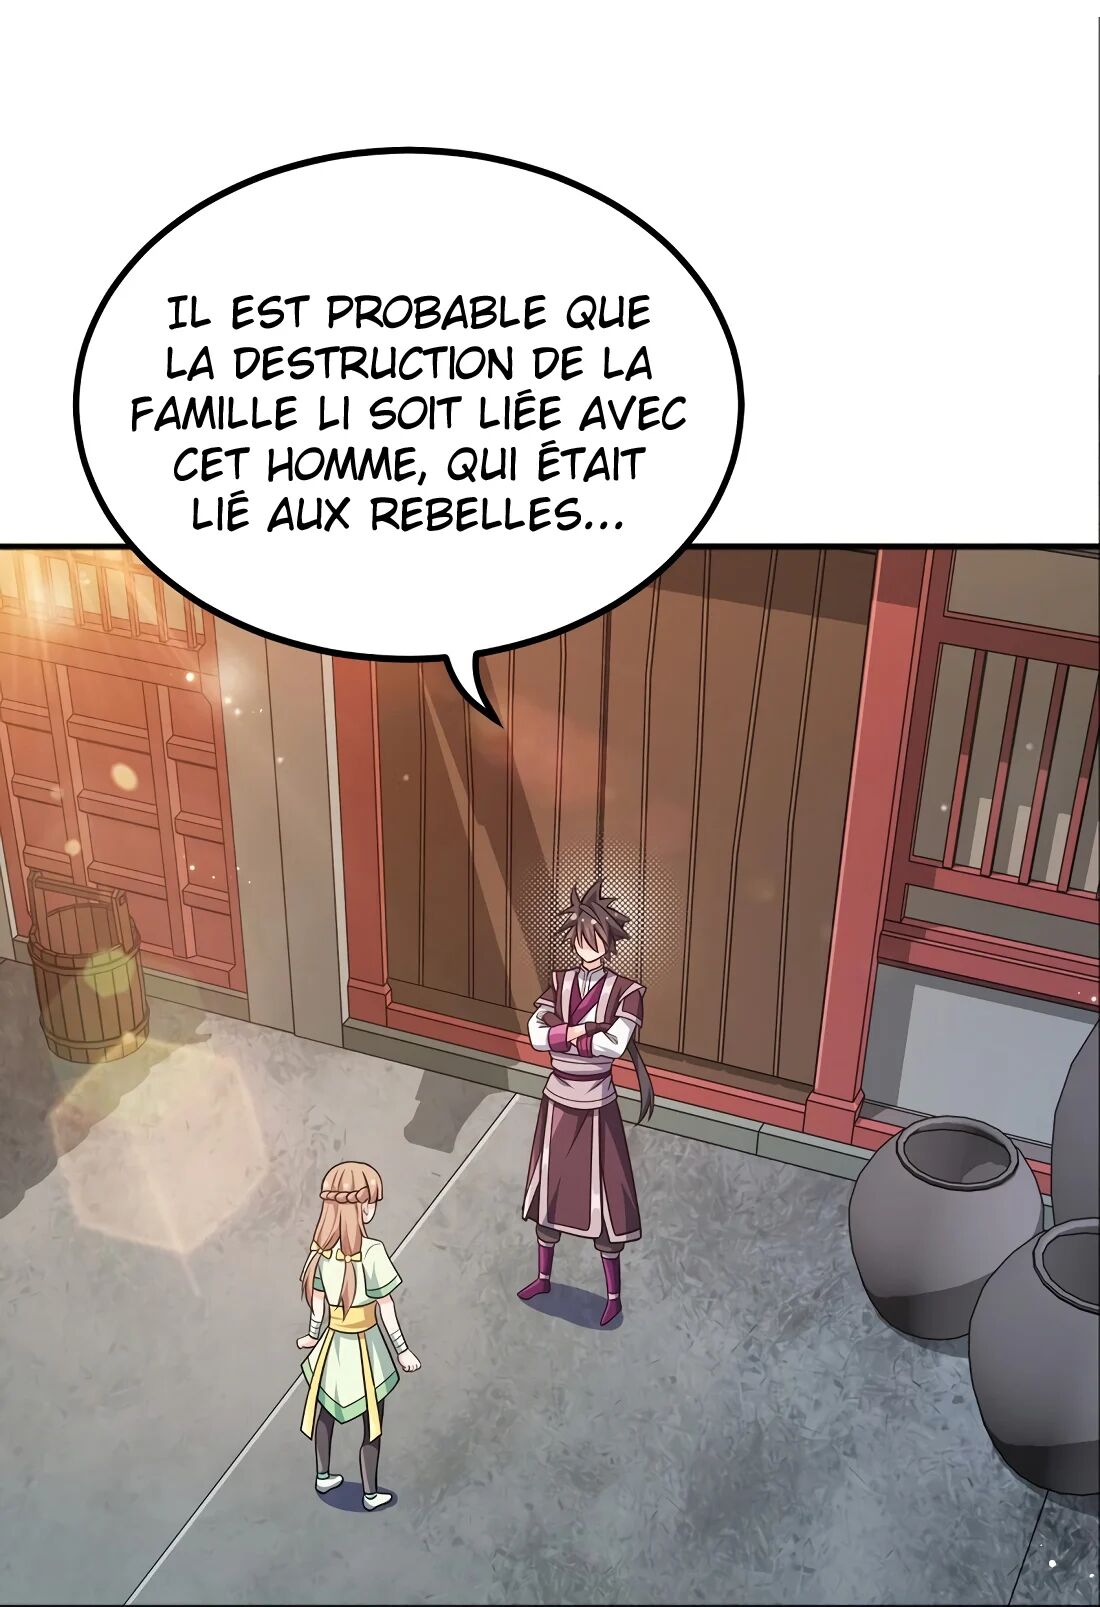 IL EST PROBABLE QUE
LA DESTRUCTION DE LA
FAMILLE LI SOIT LIÉE AVEC
CET HOMME, QUI ÉTAIT
LIÉ AUX REBELLES...